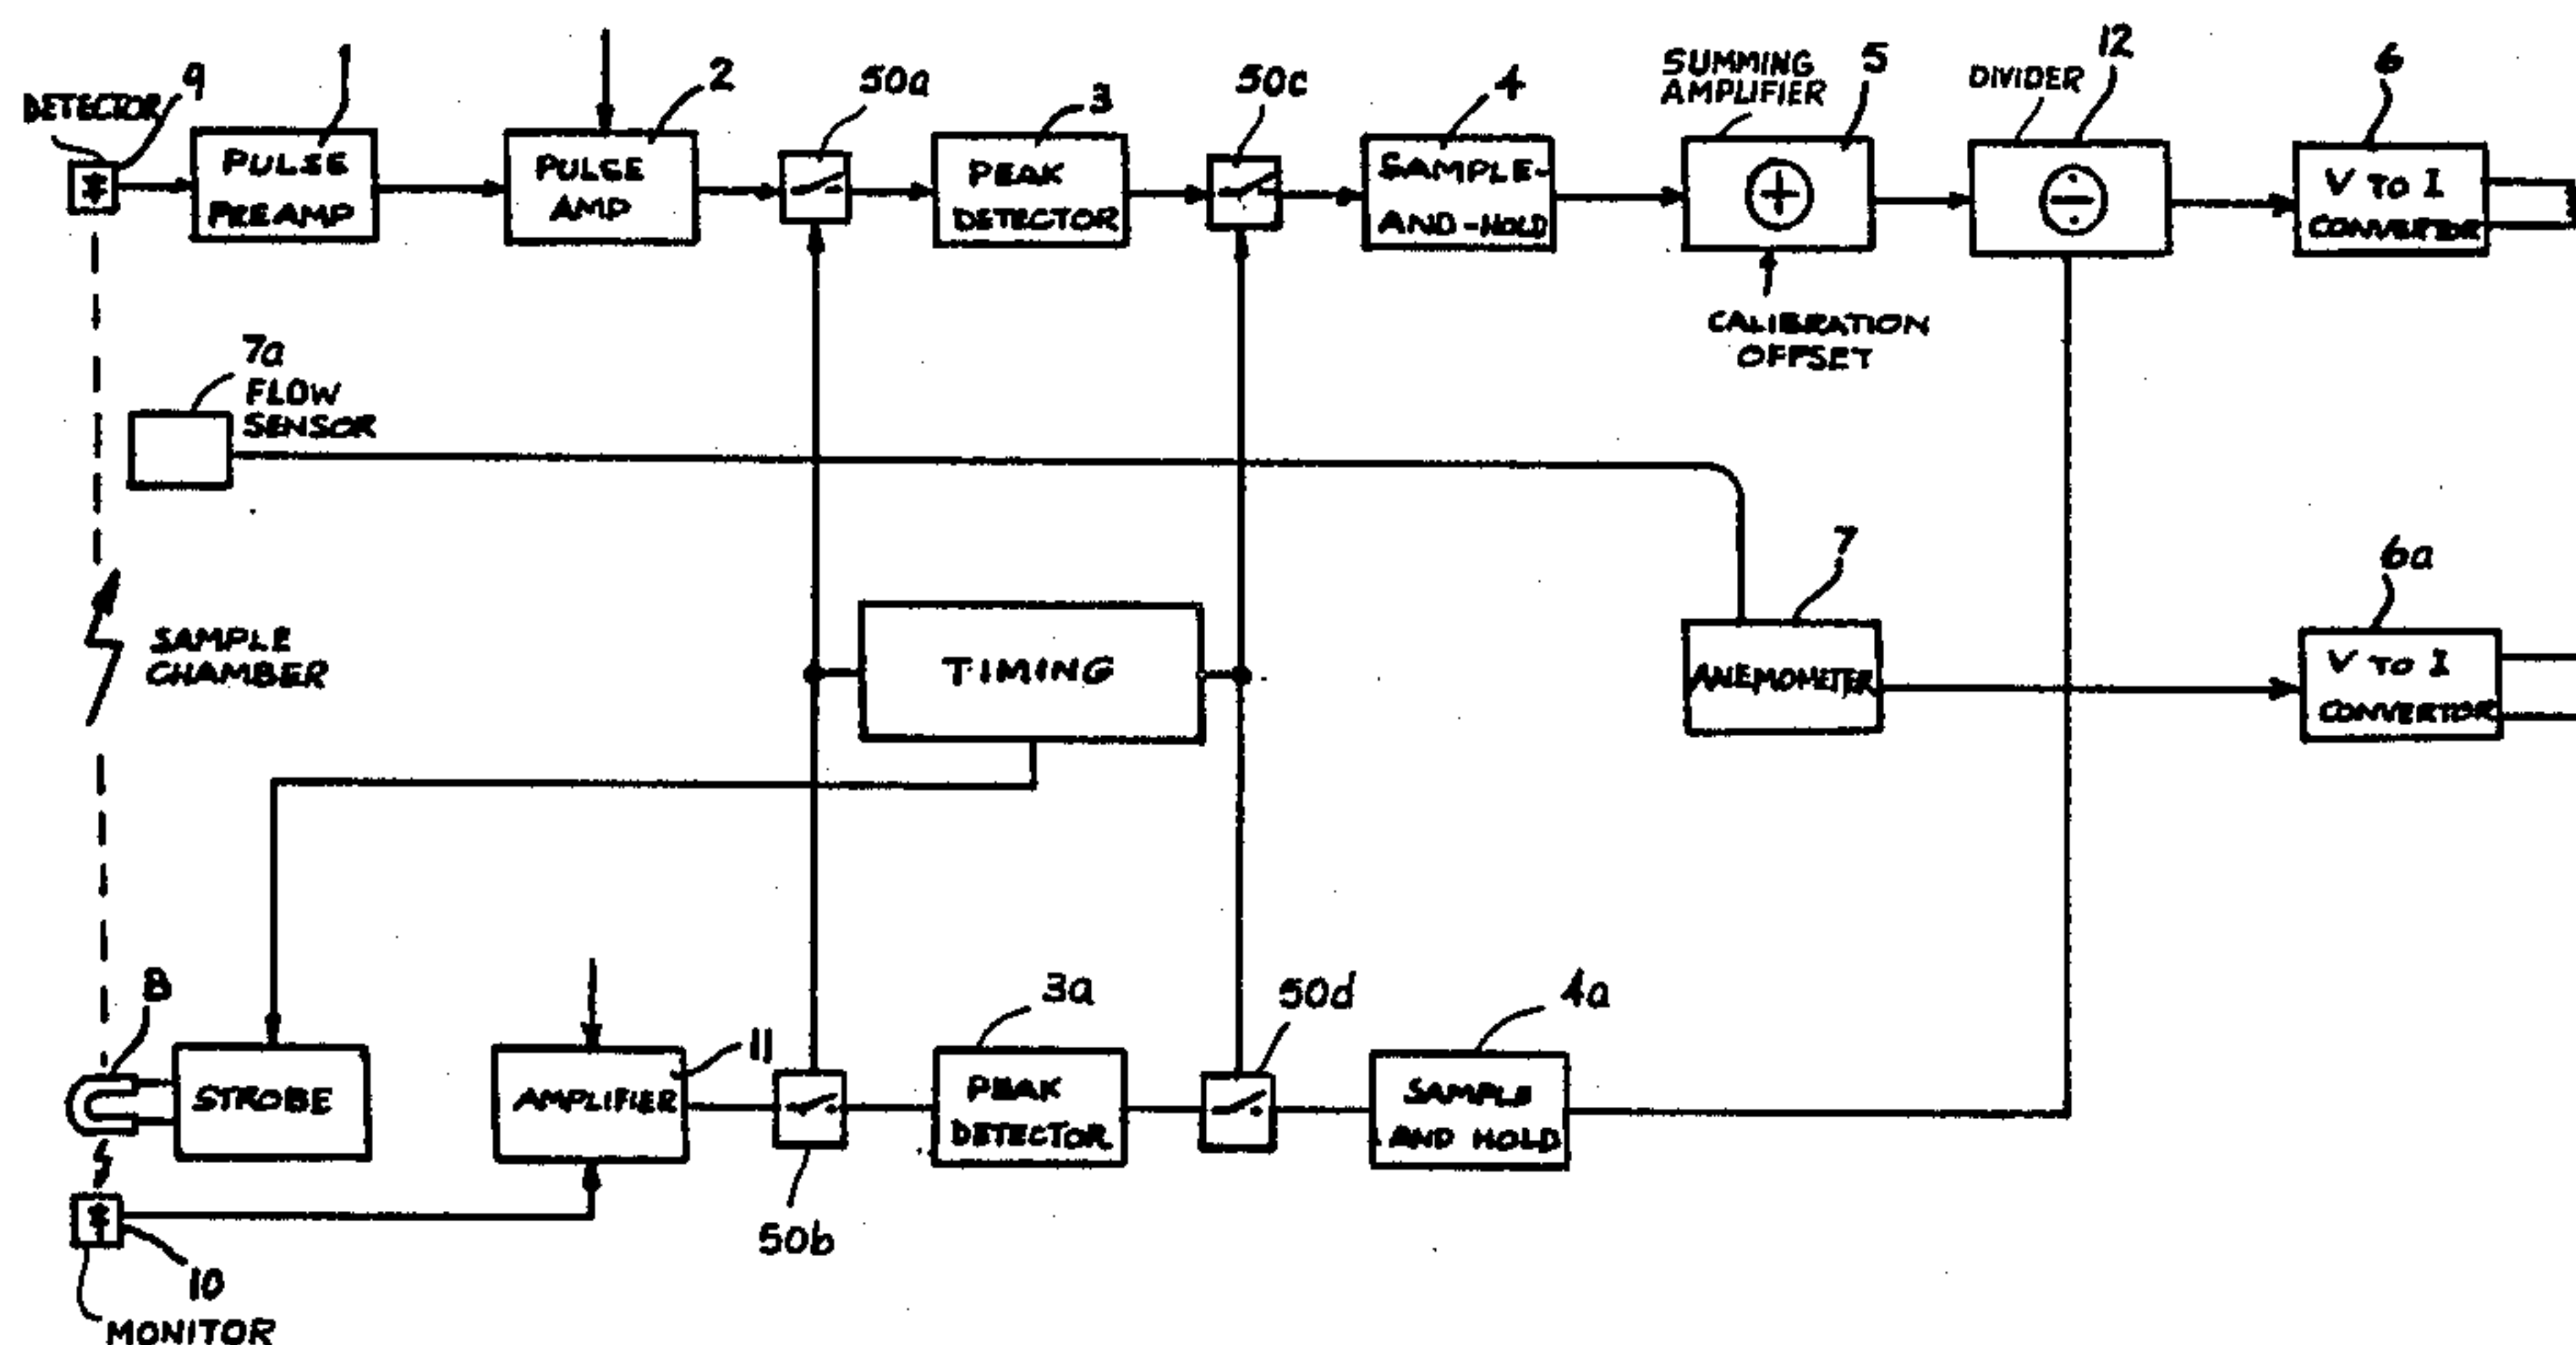 DETECTOR
9
1
PULSE
PREAMP
2
PULSE
AMP
50a
3
PEAK
DETECTOR
50c
4
SAMPLE-
AND-HOLD
SUMMING
AMPLIFIER
5
+
CALIBRATION
OFFSET
DIVIDER
12
÷
6
V TO I
CONVERTOR
7a
FLOW
SENSOR
SAMPLE
CHAMBER
TIMING
7
ANEMOMETER
6a
V TO I
CONVERTOR
8
STROBE
11
AMPLIFIER
50b
3a
PEAK
DETECTOR
50d
4a
SAMPLE
AND HOLD
10
MONITOR